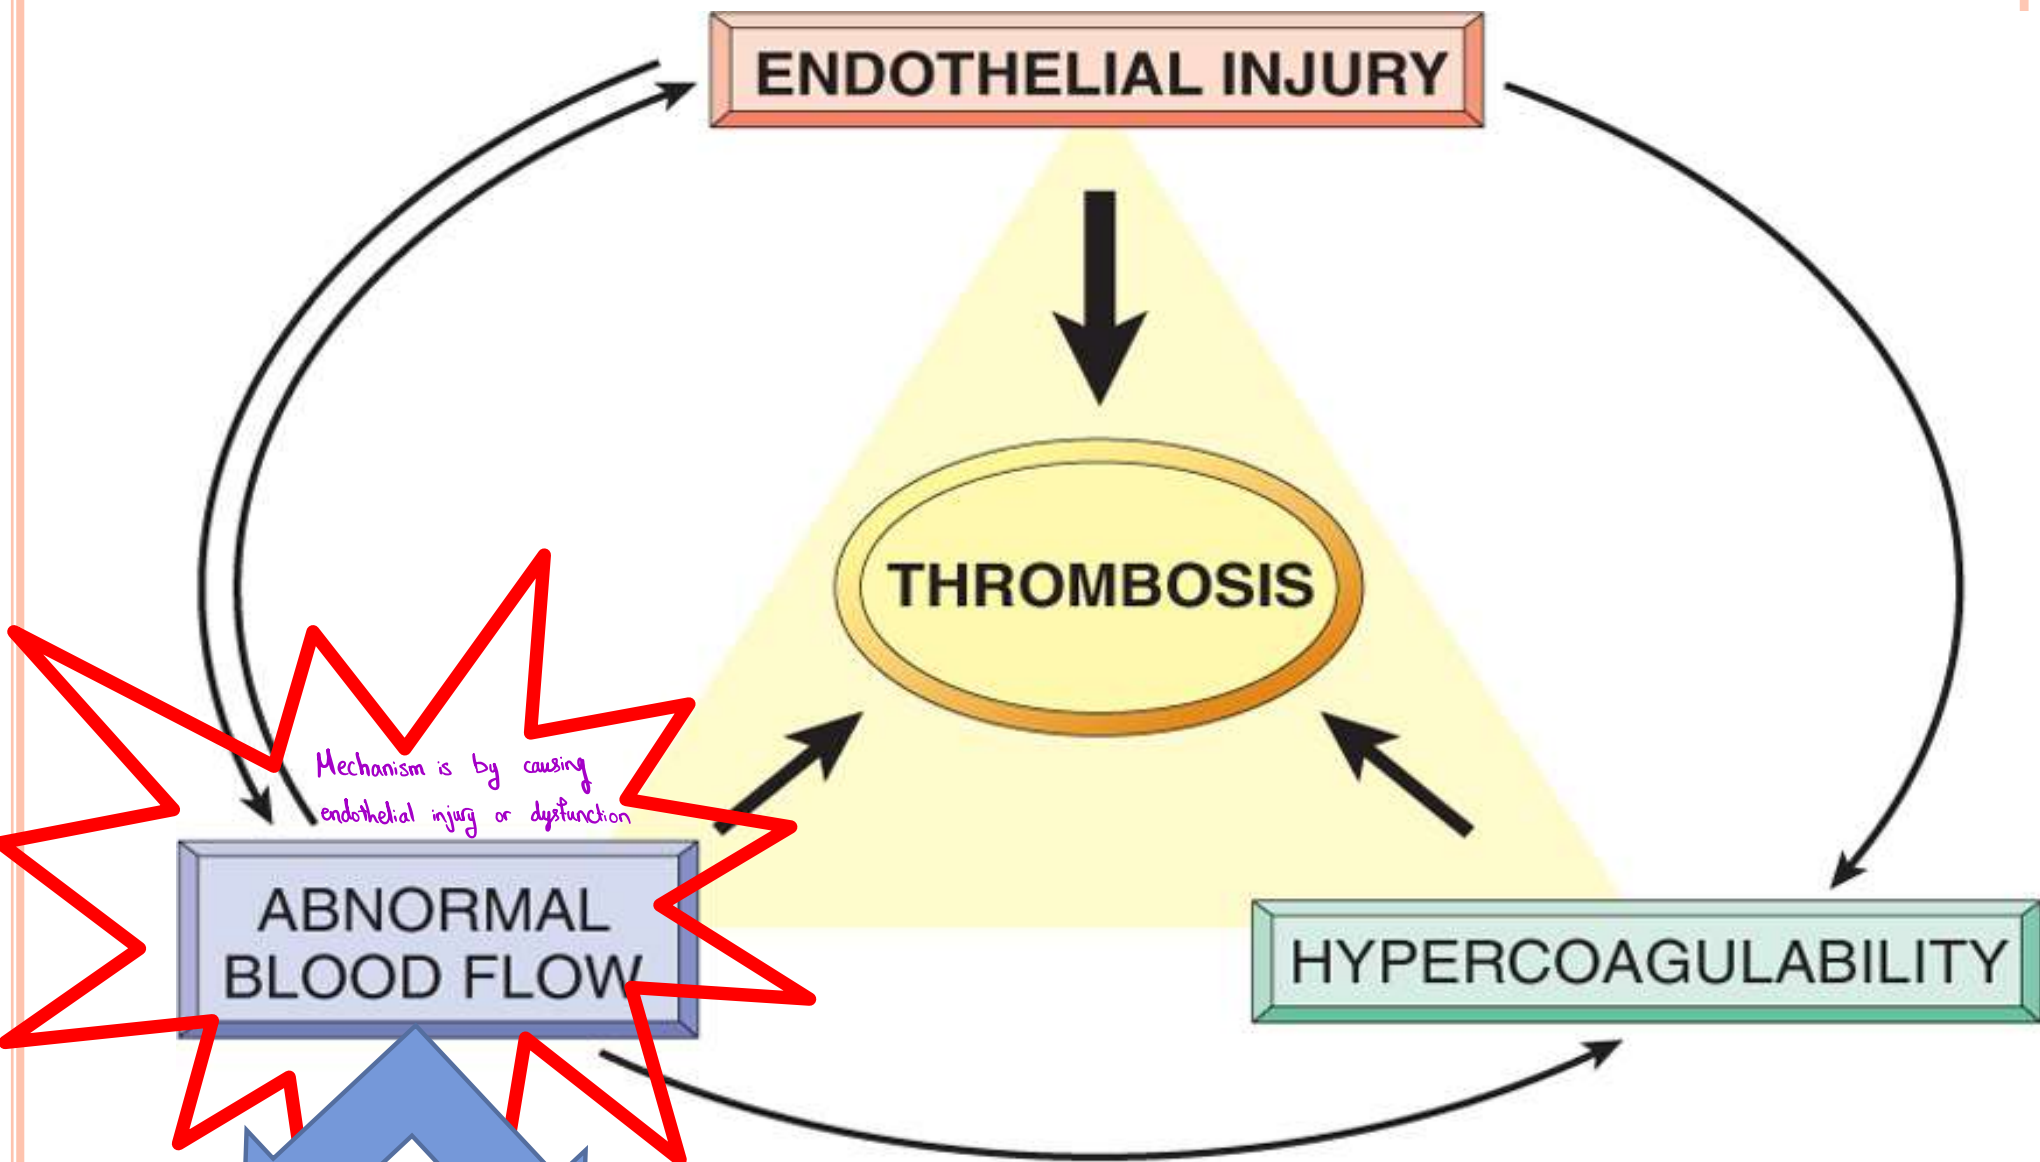 ENDOTHELIAL INJURY
THROMBOSIS
Mechanism is by causing
endothelial injury or dysfunction
ABNORMAL
BLOOD FLOW
HYPERCOAGULABILITY